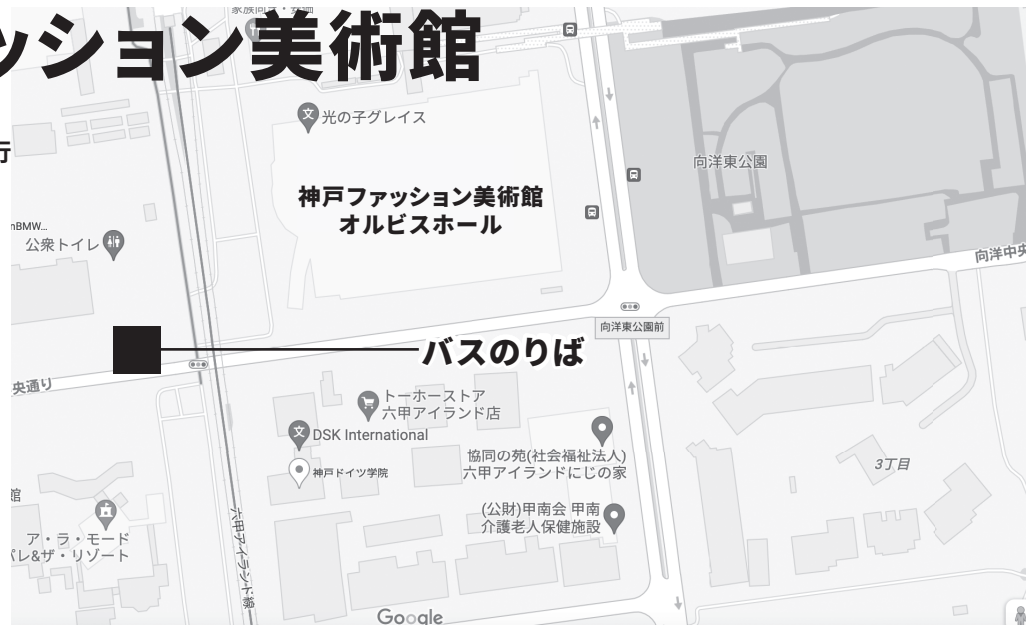 ッション美術館
光の子グレイス
行
神戸ファッション美術館
オルビスホール
向洋東公園
nBMW...
公衆トイレ
向洋中央
向洋東公園前
バスのりば
央通り
トーホーストア
六甲アイランド店
DSK International
神戸ドイツ学院
協同の苑(社会福祉法人)
六甲アイランドにじの家
3丁目
館
(公財)甲南会 甲南
介護老人保健施設
ア・ラ・モード
パレ&ザ・リゾート
六甲アイランド線
Google